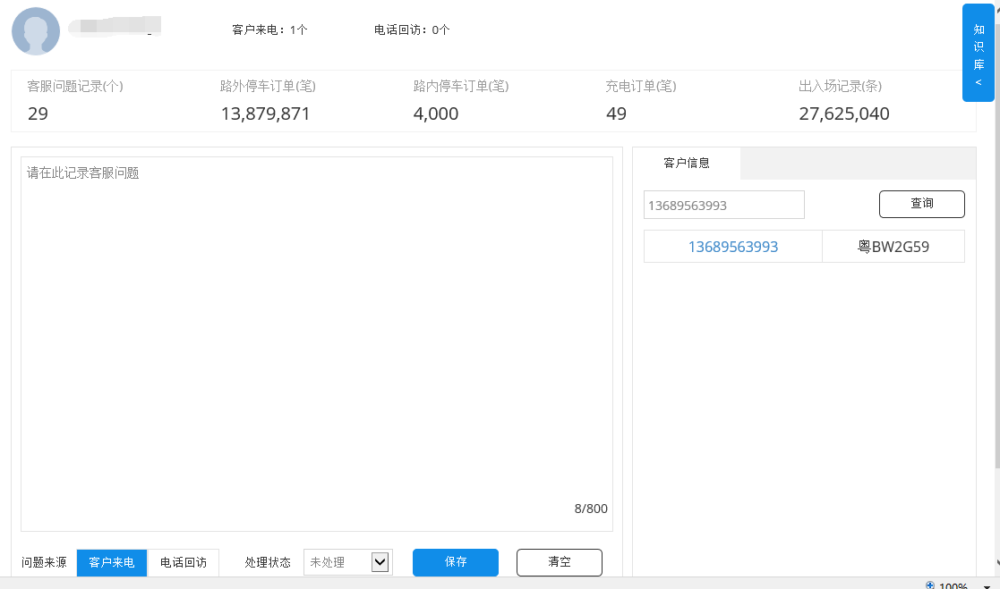 客户来电：1个 电话回访：0个
知识库
<
客服问题记录(个) 路外停车订单(笔) 路内停车订单(笔) 充电订单(笔) 出入场记录(条)
29 13,879,871 4,000 49 27,625,040
请在此记录客服问题
8/800
客户信息
13689563993 查询
13689563993 粤BW2G59
问题来源 客户来电 电话回访 处理状态 未处理 保存 清空
100%